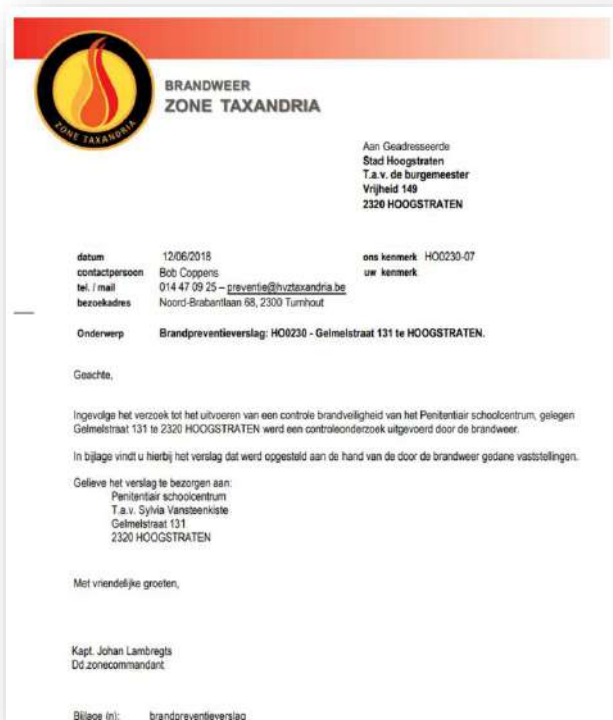 ZONE TAXANDRIA
BRANDWEER
ZONE TAXANDRIA
Aan Geadresseerde
Stad Hoogstraten
T.a.v. de burgemeester
Vrijheid 149
2320 HOOGSTRATEN
datum 12/06/2018 ons kenmerk HO0230-07
contactpersoon Bob Coppens uw kenmerk
tel. / mail 014 47 09 25 – preventie@hvztaxandria.be
bezoekadres Noord-Brabantlaan 68, 2300 Turnhout
Onderwerp Brandpreventieverslag: HO0230 - Gelmelstraat 131 te HOOGSTRATEN.
Geachte,
Ingevolge het verzoek tot het uitvoeren van een controle brandveiligheid van het Penitentiair schoolcentrum, gelegen
Gelmelstraat 131 te 2320 HOOGSTRATEN werd een controleonderzoek uitgevoerd door de brandweer.
In bijlage vindt u hierbij het verslag dat werd opgesteld aan de hand van de door de brandweer gedane vaststellingen.
Gelieve het verslag te bezorgen aan:
Penitentiair schoolcentrum
T.a.v. Sylvia Vansteenkiste
Gelmelstraat 131
2320 HOOGSTRATEN
Met vriendelijke groeten,
Kapt. Johan Lambregts
Dd.zonecommandant
Bijlage (n): brandpreventieverslag